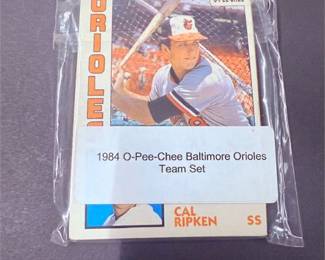 ORIOLES
1984 O-Pee-Chee Baltimore Orioles
Team Set
CAL
RIPKEN
SS